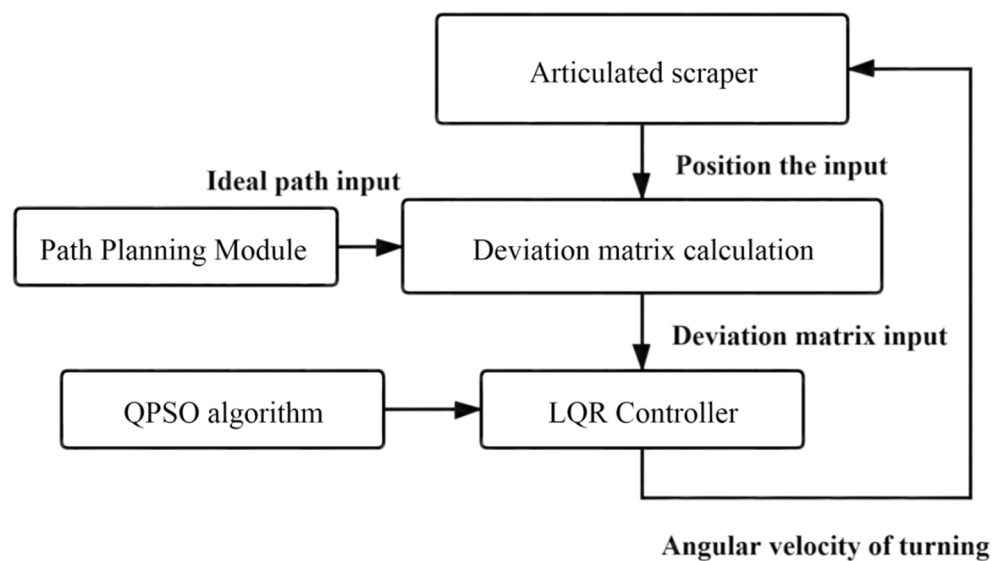 Articulated scraper
Position the input
Ideal path input
Path Planning Module
Deviation matrix calculation
Deviation matrix input
QPSO algorithm
LQR Controller
Angular velocity of turning